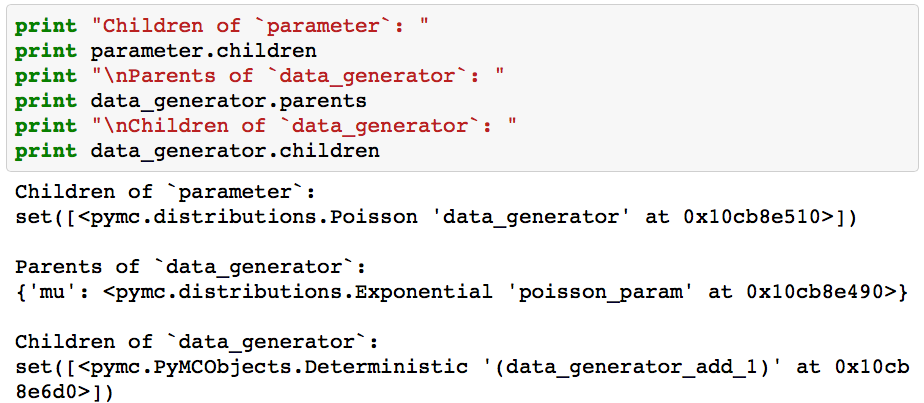 print "Children of `parameter`: "
print parameter.children
print "\nParents of `data_generator`: "
print data_generator.parents
print "\nChildren of `data_generator`: "
print data_generator.children
Children of `parameter`:
set([<pymc.distributions.Poisson 'data_generator' at 0x10cb8e510>])
Parents of `data_generator`:
{'mu': <pymc.distributions.Exponential 'poisson_param' at 0x10cb8e490>}
Children of `data_generator`:
set([<pymc.PyMCObjects.Deterministic '(data_generator_add_1)' at 0x10cb
8e6d0>])